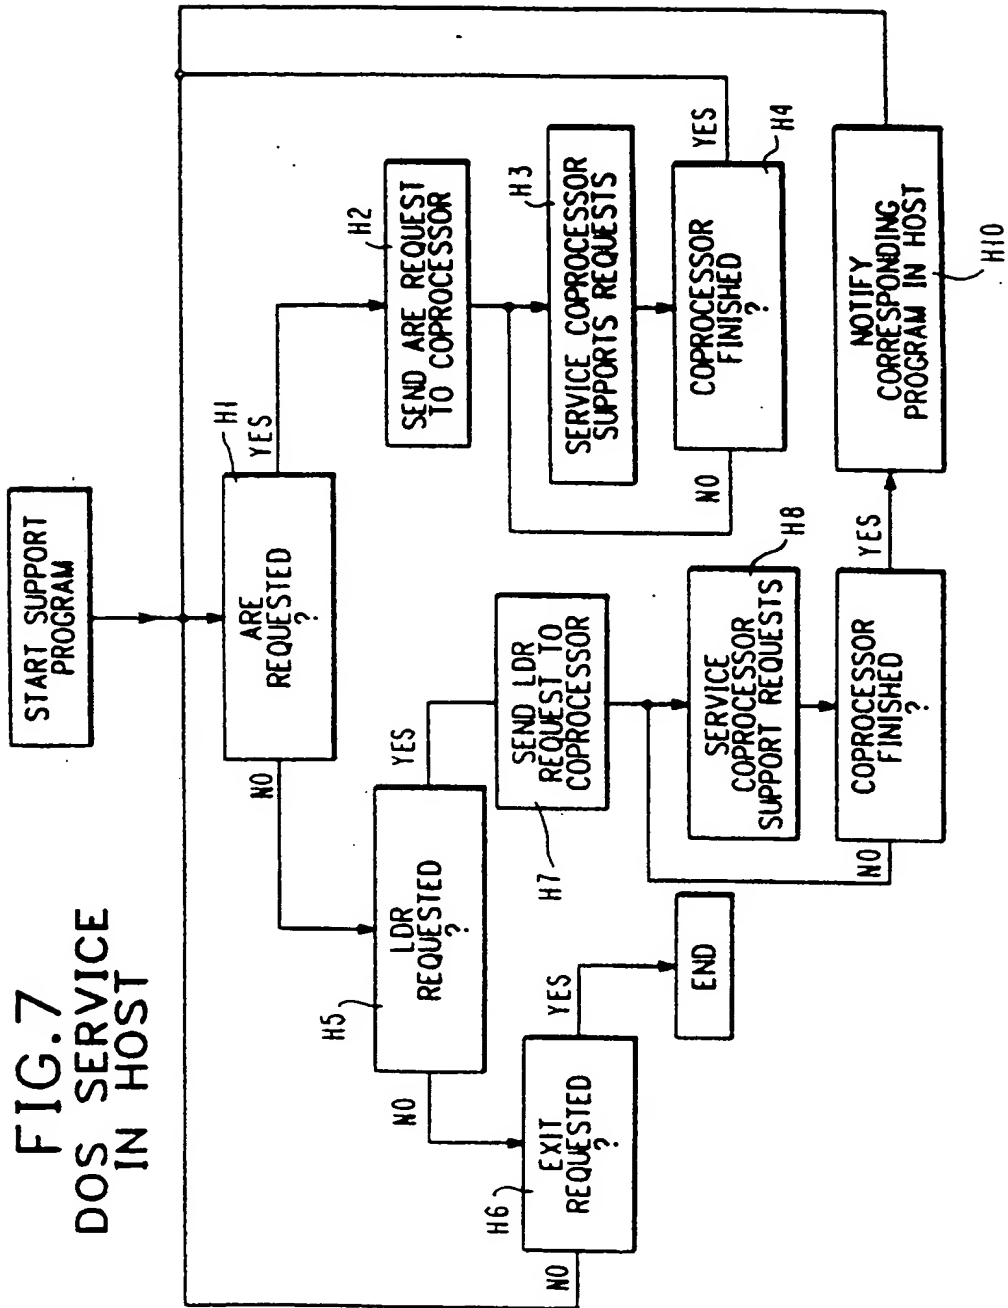 FIG.7
DOS SERVICE
IN HOST
START SUPPORT
PROGRAM
H1
ARE
REQUESTED
?
NO
YES
H2
SEND ARE REQUEST
TO COPROCESSOR
H3
SERVICE COPROCESSOR
SUPPORTS REQUESTS
COPROCESSOR
FINISHED
?
H4
NO
YES
H5
LDR
REQUESTED
?
NO
YES
H7
SEND LDR
REQUEST TO
COPROCESSOR
H8
SERVICE
COPROCESSOR
SUPPORT REQUESTS
COPROCESSOR
FINISHED
?
NO
YES
NOTIFY
CORRESPONDING
PROGRAM IN HOST
H10
H6
EXIT
REQUESTED
?
NO
YES
END